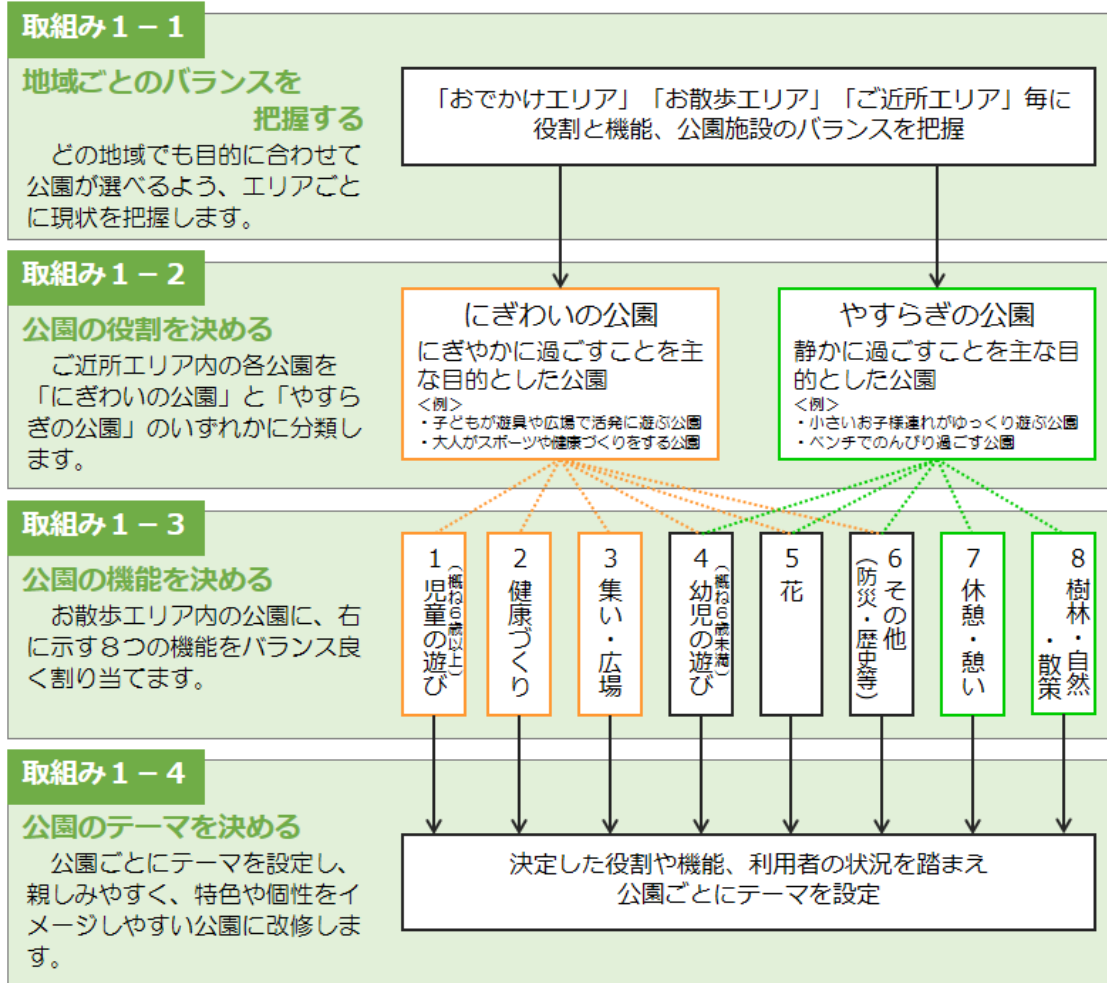 取組み１－１
地域ごとのバランスを
把握する
どの地域でも目的に合わせて
公園が選べるよう、エリアごと
に現状を把握します。
「おでかけエリア」「お散歩エリア」「ご近所エリア」毎に
役割と機能、公園施設のバランスを把握
取組み１－２
公園の役割を決める
ご近所エリア内の各公園を
「にぎわいの公園」と「やすら
ぎの公園」のいずれかに分類し
ます。
にぎわいの公園
にぎやかに過ごすことを主
な目的とした公園
＜例＞
・子どもが遊具や広場で活発に遊ぶ公園
・大人がスポーツや健康づくりをする公園
やすらぎの公園
静かに過ごすことを主な目
的とした公園
＜例＞
・小さいお子様連れがゆっくり遊ぶ公園
・ベンチでのんびり過ごす公園
取組み１－３
公園の機能を決める
お散歩エリア内の公園に、右
に示す８つの機能をバランス良
く割り当てます。
１ 児童の遊び
（概ね６歳以上）
２ 健康づくり
３ 集い・広場
４ 幼児の遊び
（概ね６歳未満）
５ 花
６ その他
（防災・歴史等）
７ 休憩・憩い
８ 樹林・自然
・散策
取組み１－４
公園のテーマを決める
公園ごとにテーマを設定し、
親しみやすく、特色や個性をイ
メージしやすい公園に改修しま
す。
決定した役割や機能、利用者の状況を踏まえ
公園ごとにテーマを設定